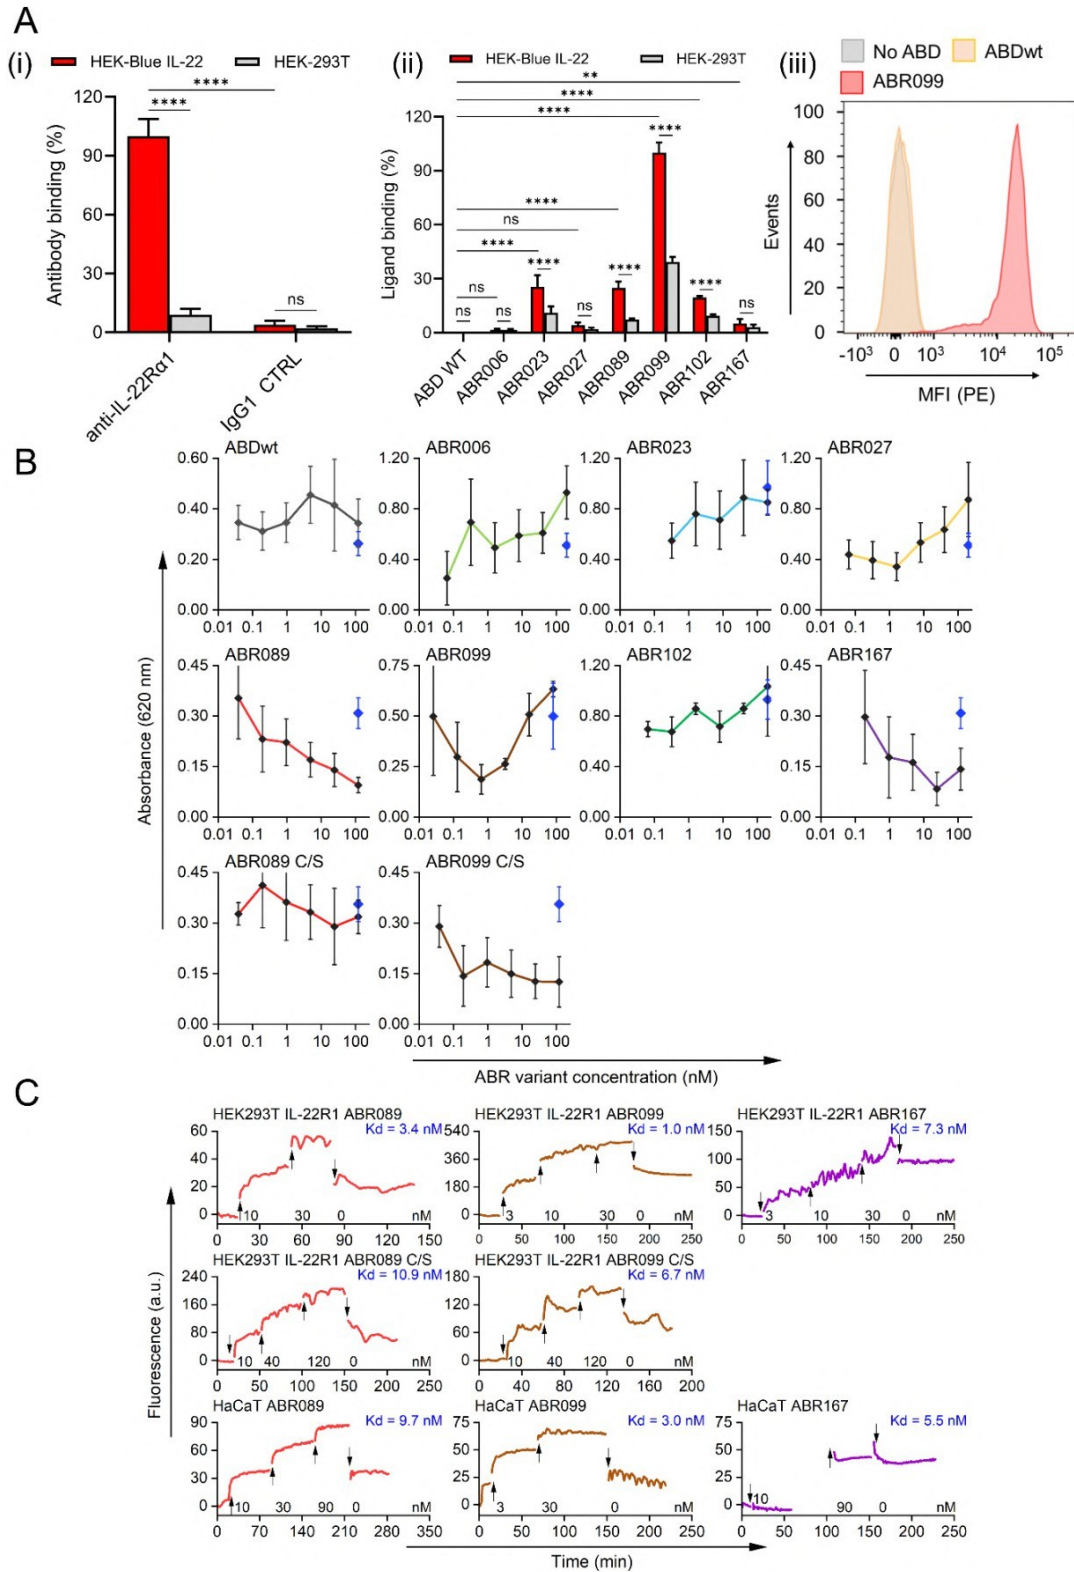 A
(i)
HEK-Blue IL-22
HEK-293T
****
****
ns
Antibody binding (%)
120
90
60
30
0
anti-IL-22Rα1
IgG1 CTRL
(ii)
HEK-Blue IL-22
HEK-293T
**
****
****
****
****
ns
****
****
****
****
ns
ns
ns
ns
ns
Ligand binding (%)
120
90
60
30
0
ABD WT
ABR006
ABR023
ABR027
ABR089
ABR099
ABR102
ABR167
(iii)
No ABD
ABDwt
ABR099
Events
100
80
60
40
20
0
-10³ 0 10³ 10⁴ 10⁵
MFI (PE)
B
Absorbance (620 nm)
ABDwt
0.60
0.40
0.20
0.00
0.01 0.1 1 10 100
ABR006
1.20
0.80
0.40
0.00
0.01 0.1 1 10 100
ABR023
1.20
0.80
0.40
0.00
0.01 0.1 1 10 100
ABR027
1.20
0.80
0.40
0.00
0.01 0.1 1 10 100
ABR089
0.45
0.30
0.15
0.00
0.01 0.1 1 10 100
ABR099
0.75
0.50
0.25
0.00
0.01 0.1 1 10 100
ABR102
1.20
0.80
0.40
0.00
0.01 0.1 1 10 100
ABR167
0.45
0.30
0.15
0.00
0.01 0.1 1 10 100
ABR089 C/S
0.45
0.30
0.15
0.00
0.01 0.1 1 10 100
ABR099 C/S
0.45
0.30
0.15
0.00
0.01 0.1 1 10 100
ABR variant concentration (nM)
C
Fluorescence (a.u.)
HEK293T IL-22R1 ABR089
Kd = 3.4 nM
60
40
20
0
10 30 0 nM
0 30 60 90 120 150
HEK293T IL-22R1 ABR099
Kd = 1.0 nM
540
360
180
0
3 10 30 0 nM
0 50 100 150 200 250
HEK293T IL-22R1 ABR167
Kd = 7.3 nM
150
100
50
0
3 10 30 0 nM
0 50 100 150 200 250
HEK293T IL-22R1 ABR089 C/S
Kd = 10.9 nM
240
160
80
0
10 40 120 0 nM
0 50 100 150 200 250
HEK293T IL-22R1 ABR099 C/S
Kd = 6.7 nM
180
120
60
0
10 40 120 0 nM
0 40 80 120 160 200 240
HaCaT ABR089
Kd = 9.7 nM
90
60
30
0
10 30 90 0 nM
0 70 140 210 280 350
HaCaT ABR099
Kd = 3.0 nM
75
50
25
0
3 30 0 nM
0 50 100 150 200 250
HaCaT ABR167
Kd = 5.5 nM
75
50
25
0
10 90 0 nM
0 50 100 150 200 250
Time (min)